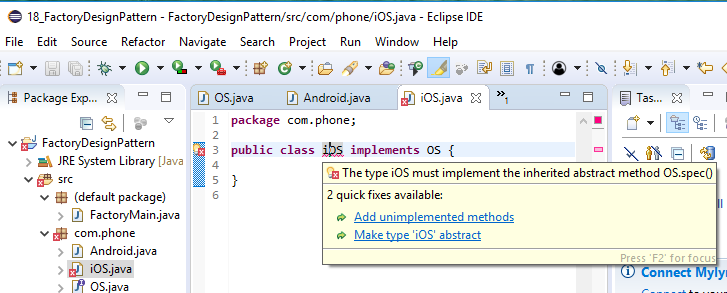 18_FactoryDesignPattern - FactoryDesignPattern/src/com/phone/iOS.java - Eclipse IDE
File Edit Source Refactor Navigate Search Project Run Window Help
Package Exp...
OS.java Android.java iOS.java »1
Tas...
FactoryDesignPattern
JRE System Library [Java
src
(default package)
FactoryMain.java
com.phone
Android.java
iOS.java
OS.java
1 package com.phone;
2
3 public class iOS implements OS {
4
5 }
6
The type iOS must implement the inherited abstract method OS.spec()
2 quick fixes available:
Add unimplemented methods
Make type 'iOS' abstract
Press 'F2' for focus
Connect Myly